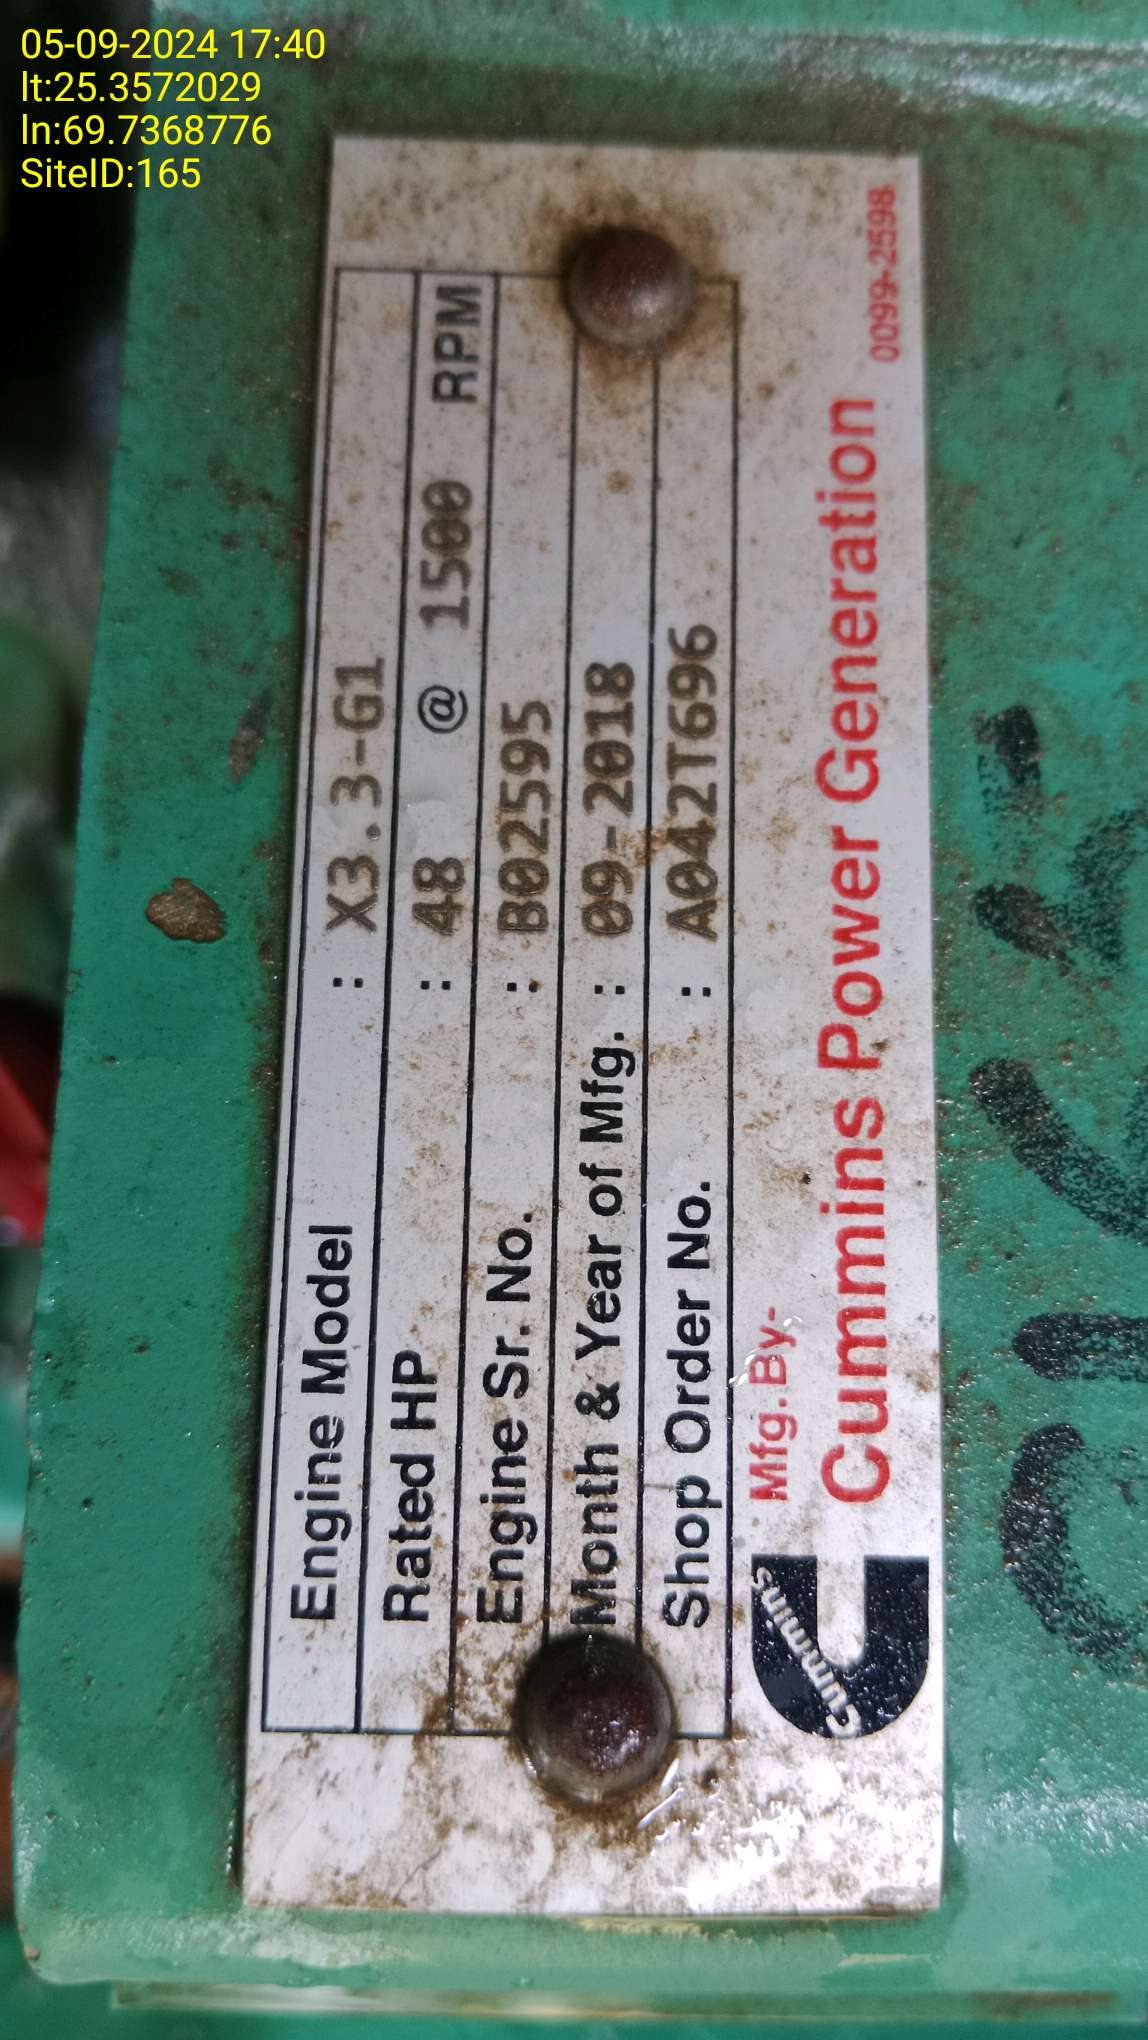 05-09-2024 17:40
lt:25.3572029
ln:69.7368776
SiteID:165
Engine Model : X3.3-G1
Rated HP : 48 @ 1500 RPM
Engine Sr. No. : B02595
Month & Year of Mfg. : 09-2018
Shop Order No. : A042T696
Mfg. By-
Cummins Power Generation 0099-2598
Cummins